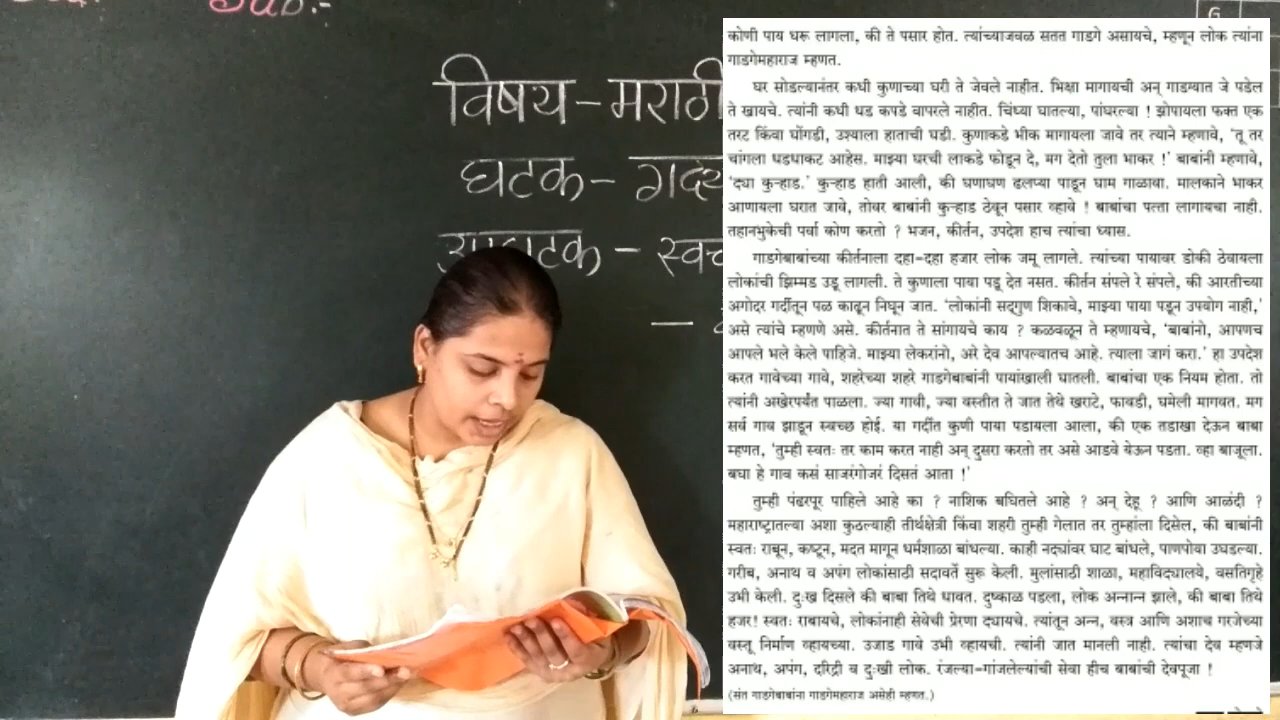 Sub:-
G
विषय - मराठी
घटक - गद्य
उपघटक - स्वच
-
कोणी पाय धरू लागला, की ते पसार होत. त्यांच्याजवळ सतत गाडगे असायचे, म्हणून लोक त्यांना
गाडगेमहाराज म्हणत.
घर सोडल्यानंतर कधी कुणाच्या घरी ते जेवले नाहीत. भिक्षा मागायची अन् गाडग्यात जे पडेल
ते खायचे. त्यांनी कधी धड कपडे वापरले नाहीत. चिंध्या घातल्या, पांघरल्या ! झोपायला फक्त एक
तरट किंवा घोंगडी, उश्याला हाताची घडी. कुणाकडे भीक मागायला जावे तर त्याने म्हणावे, 'तू तर
चांगला धडधाकट आहेस. माझ्या घरची लाकडे फोडून दे, मग देतो तुला भाकर !' बाबांनी म्हणावे,
'द्या कुऱ्हाड.' कुऱ्हाड हाती आली, की घणाघण ढलप्या पाडून घाम गाळावा. मालकाने भाकर
आणायला घरात जावे, तोवर बाबांनी कुऱ्हाड ठेवून पसार व्हावे ! बाबांचा पत्ता लागायचा नाही.
तहानभुकेची पर्वा कोण करतो ? भजन, कीर्तन, उपदेश हाच त्यांचा ध्यास.
गाडगेबाबांच्या कीर्तनाला दहा-दहा हजार लोक जमू लागले. त्यांच्या पायावर डोकी ठेवायला
लोकांची झिम्मड उडू लागली. ते कुणाला पाया पडू देत नसत. कीर्तन संपले रे संपले, की आरतीच्या
अगोदर गर्दीतून पळ काढून निघून जात. 'लोकांनी सद्गुण शिकावे, माझ्या पाया पडून उपयोग नाही,'
असे त्यांचे म्हणणे असे. कीर्तनात ते सांगायचे काय ? कळवळून ते म्हणायचे, 'बाबांनो, आपणच
आपले भले केले पाहिजे. माझ्या लेकरांनो, अरे देव आपल्यातच आहे. त्याला जागं करा.' हा उपदेश
करत गावेच्या गावे, शहरेच्या शहरे गाडगेबाबांनी पायांखाली घातली. बाबांचा एक नियम होता. तो
त्यांनी अखेरपर्यंत पाळला. ज्या गावी, ज्या वस्तीत ते जात तेथे खराटे, फावडी, घमेली मागवत. मग
सर्व गाव झाडून स्वच्छ होई. या गर्दीत कुणी पाया पडायला आला, की एक तडाखा देऊन बाबा
म्हणत, 'तुम्ही स्वतः तर काम करत नाही अन् दुसरा करतो तर असे आडवे येऊन पडता. व्हा बाजूला.
बघा हे गाव कसं साजरंगोजरं दिसतं आता !'
तुम्ही पंढरपूर पाहिले आहे का ? नाशिक बघितले आहे ? अन् देहू ? आणि आळंदी ?
महाराष्ट्रातल्या अशा कुठल्याही तीर्थक्षेत्री किंवा शहरी तुम्ही गेलात तर तुम्हांला दिसेल, की बाबांनी
स्वतः राबून, कष्टून, मदत मागून धर्मशाळा बांधल्या. काही नद्यांवर घाट बांधले, पाणपोया उघडल्या.
गरीब, अनाथ व अपंग लोकांसाठी सदावर्ते सुरू केली. मुलांसाठी शाळा, महाविद्यालये, वसतिगृहे
उभी केली. दुःख दिसले की बाबा तिथे धावत. दुष्काळ पडला, लोक अन्नान्न झाले, की बाबा तिथे
हजर! स्वतः राबायचे, लोकांनाही सेवेची प्रेरणा द्यायचे. त्यांतून अन्न, वस्त्र आणि अशाच गरजेच्या
वस्तू निर्माण व्हायच्या. उजाड गावे उभी व्हायची. त्यांनी जात मानली नाही. त्यांचा देव म्हणजे
अनाथ, अपंग, दरिद्री व दुःखी लोक. रंजल्या-गांजलेल्यांची सेवा हीच बाबांची देवपूजा !
(संत गाडगेबाबांना गाडगेमहाराज असेही म्हणत.)